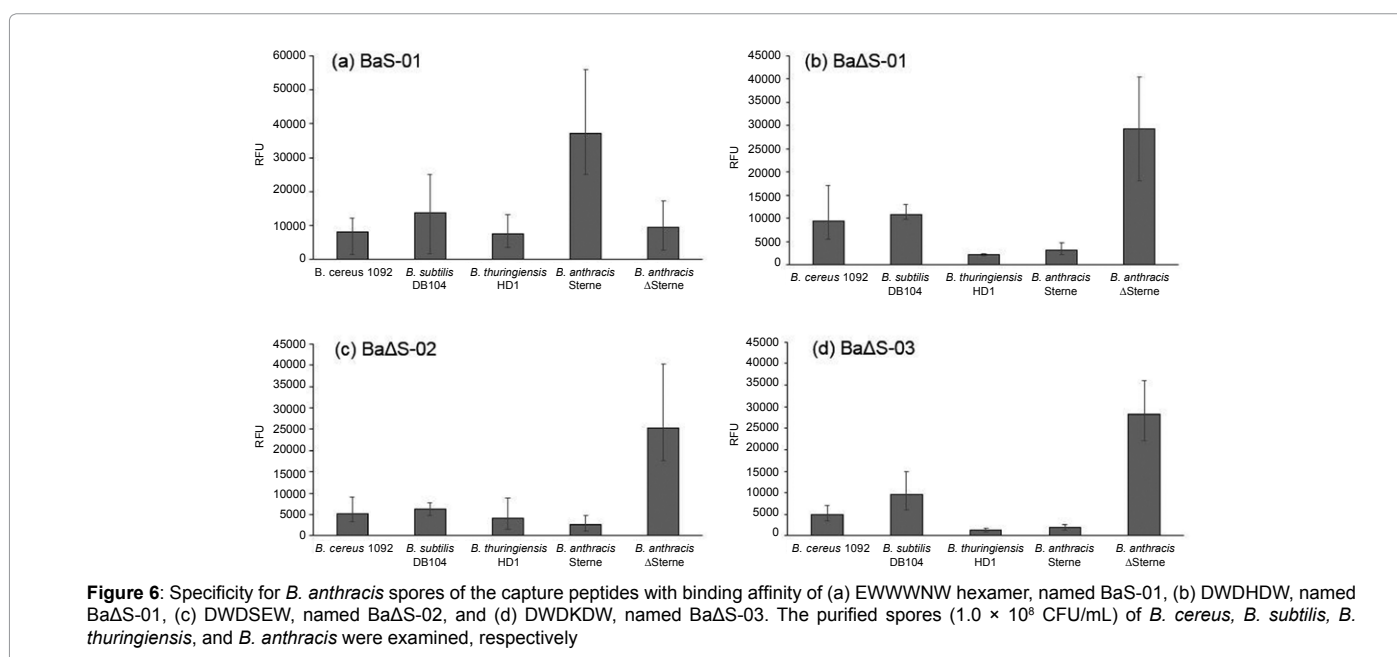 (a) BaS-01
60000
50000
40000
30000
20000
10000
0
RFU
B. cereus 1092
B. subtilis
DB104
B. thuringiensis
HD1
B. anthracis
Sterne
B. anthracis
ΔSterne
(b) BaΔS-01
45000
40000
35000
30000
25000
20000
15000
10000
5000
0
RFU
B. cereus 1092
B. subtilis
DB104
B. thuringiensis
HD1
B. anthracis
Sterne
B. anthracis
ΔSterne
(c) BaΔS-02
45000
40000
35000
30000
25000
20000
15000
10000
5000
0
RFU
B. cereus 1092
B. subtilis
DB104
B. thuringiensis
HD1
B. anthracis
Sterne
B. anthracis
ΔSterne
(d) BaΔS-03
45000
40000
35000
30000
25000
20000
15000
10000
5000
0
RFU
B. cereus 1092
B. subtilis
DB104
B. thuringiensis
HD1
B. anthracis
Sterne
B. anthracis
ΔSterne
Figure 6: Specificity for B. anthracis spores of the capture peptides with binding affinity of (a) EWWWNW hexamer, named BaS-01, (b) DWDHDW, named
BaΔS-01, (c) DWDSEW, named BaΔS-02, and (d) DWDKDW, named BaΔS-03. The purified spores (1.0 × 10⁸ CFU/mL) of B. cereus, B. subtilis, B.
thuringiensis, and B. anthracis were examined, respectively